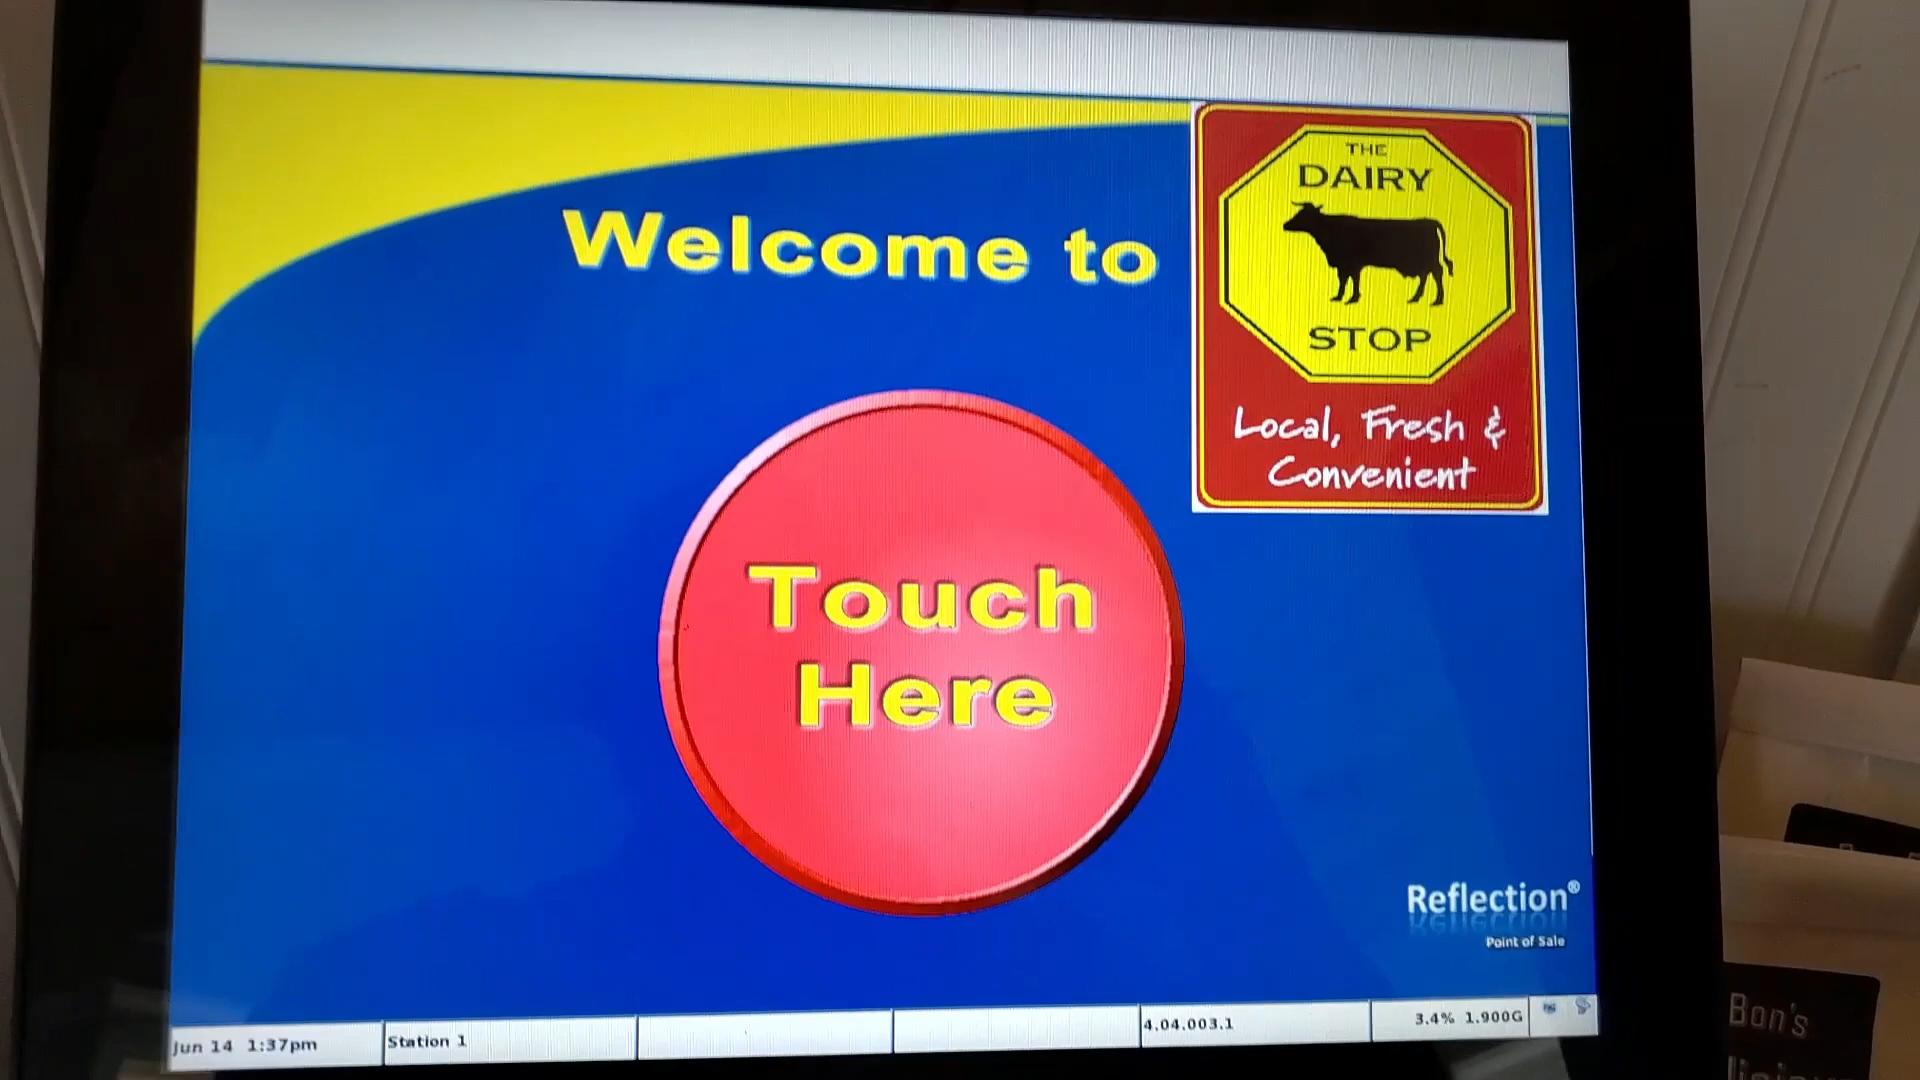 Welcome to
THE
DAIRY
STOP
Local, Fresh &
Convenient
Touch
Here
Reflection®
Point of Sale
Jun 14 1:37pm
Station 1
4.04.003.1
3.4% 1.900G
Bon's